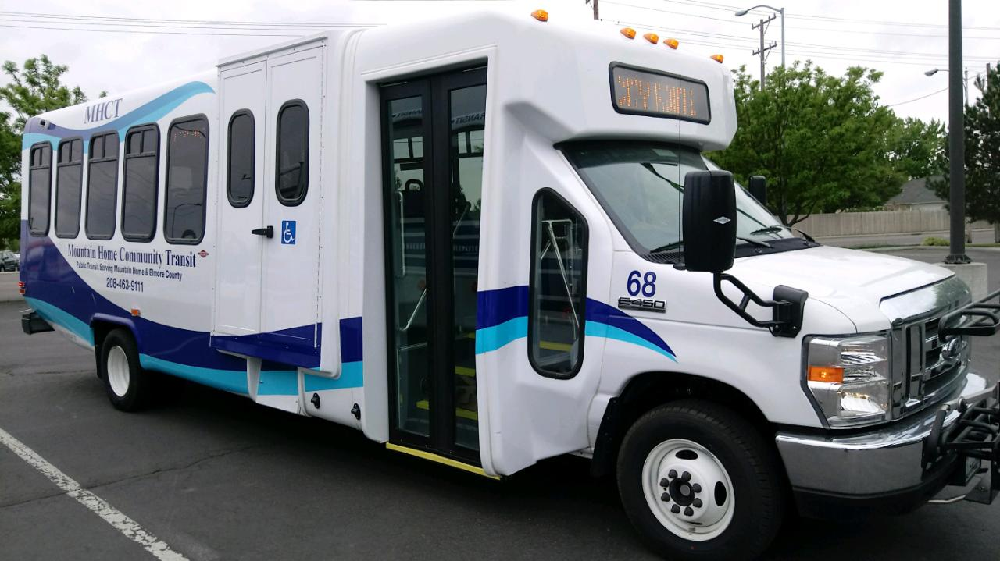 MHCT
Mountain Home Community Transit
Public Transit Serving Mountain Home & Elmore County
208-463-9111
68
E450